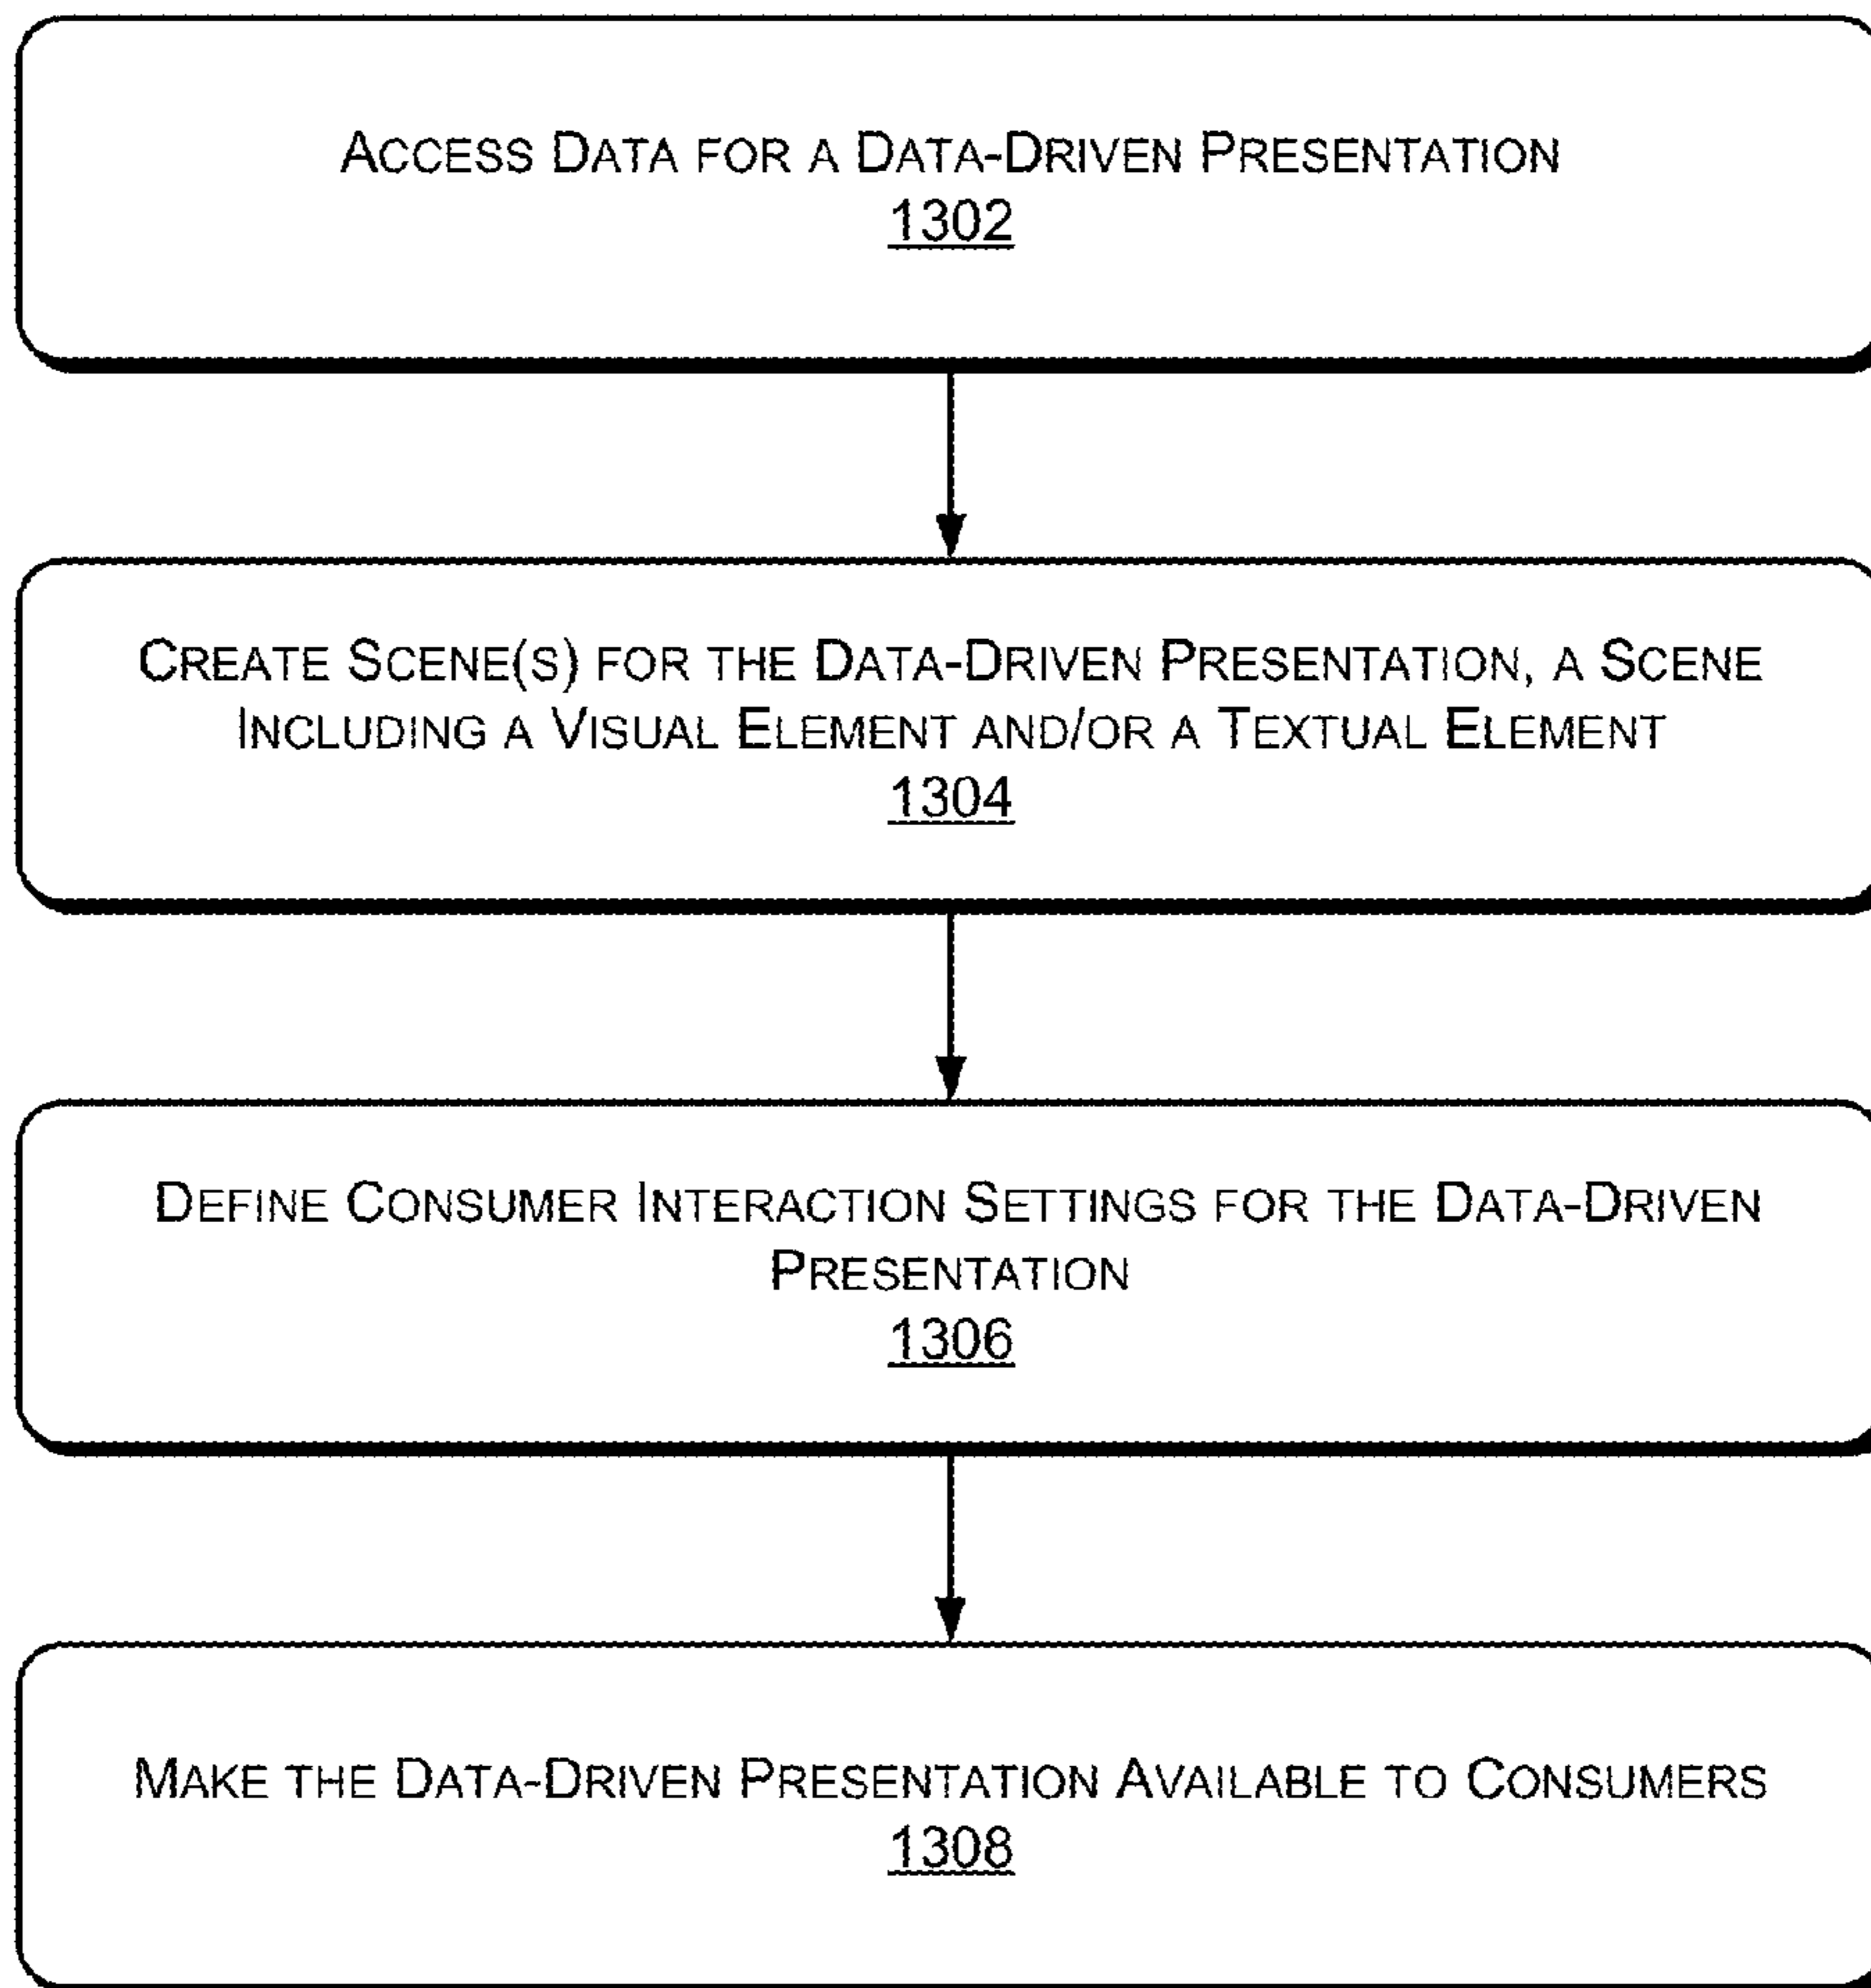 Access Data for a Data-Driven Presentation
1302
Create Scene(s) for the Data-Driven Presentation, a Scene
Including a Visual Element and/or a Textual Element
1304
Define Consumer Interaction Settings for the Data-Driven
Presentation
1306
Make the Data-Driven Presentation Available to Consumers
1308